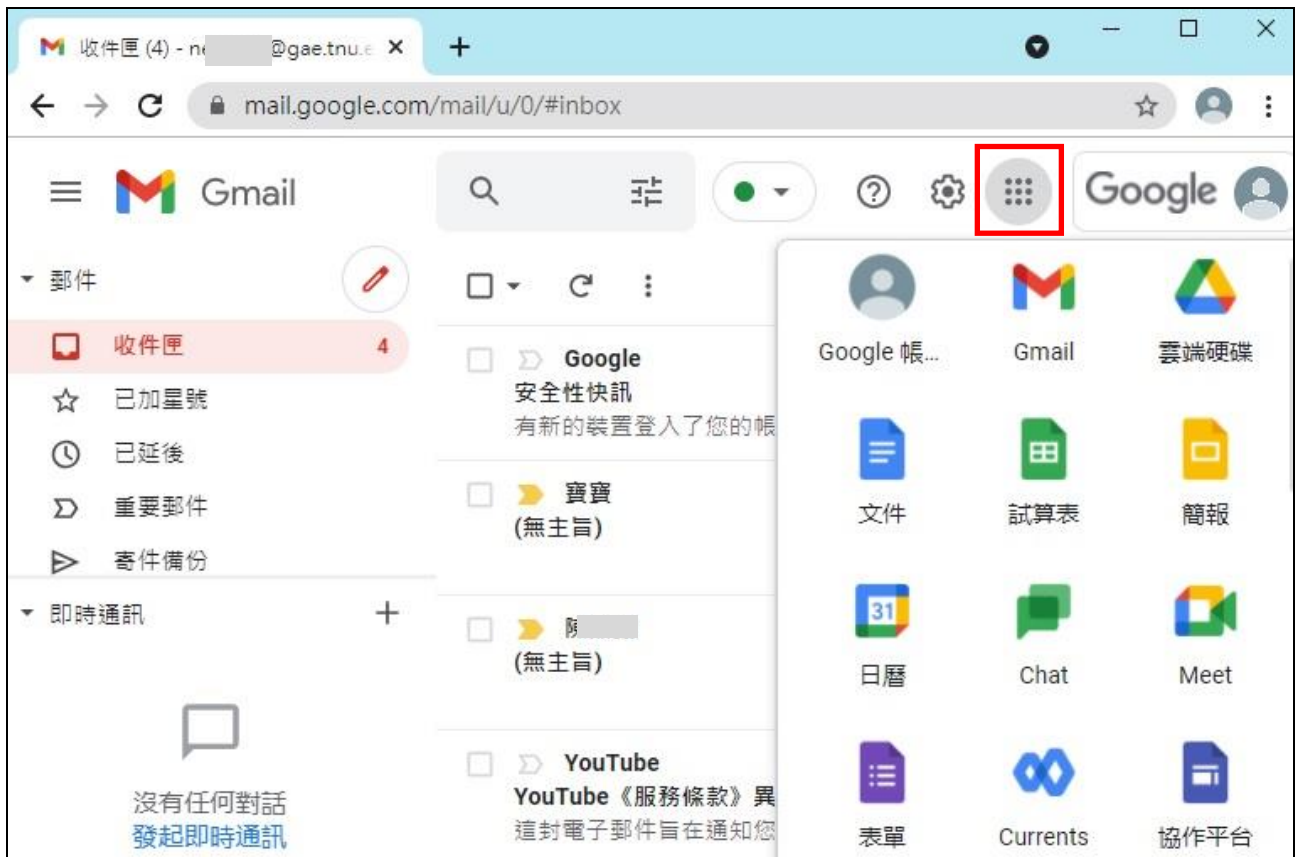 收件匣 (4) - ne @gae.tnu.e
mail.google.com/mail/u/0/#inbox
Gmail
Google
郵件
收件匣 4
已加星號
已延後
重要郵件
寄件備份
即時通訊
沒有任何對話
發起即時通訊
Google
安全性快訊
有新的裝置登入了您的帳
寶寶
(無主旨)
陳
(無主旨)
YouTube
YouTube《服務條款》異
這封電子郵件旨在通知您
Google 帳... Gmail 雲端硬碟
文件 試算表 簡報
31
日曆 Chat Meet
表單 Currents 協作平台